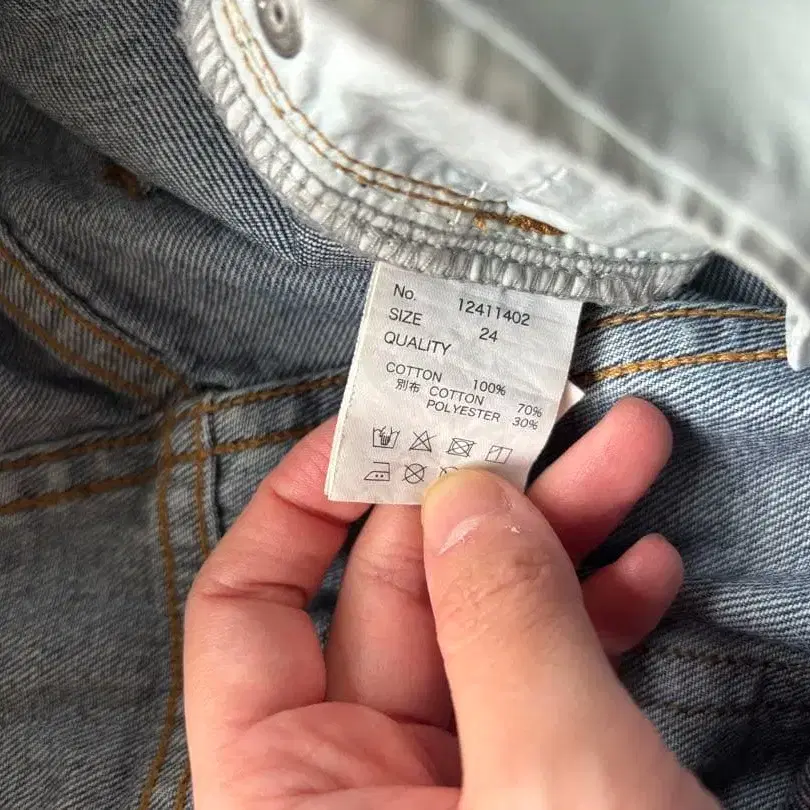 No. 12411402
SIZE 24
QUALITY
COTTON 100%
別布 COTTON 70%
POLYESTER 30%